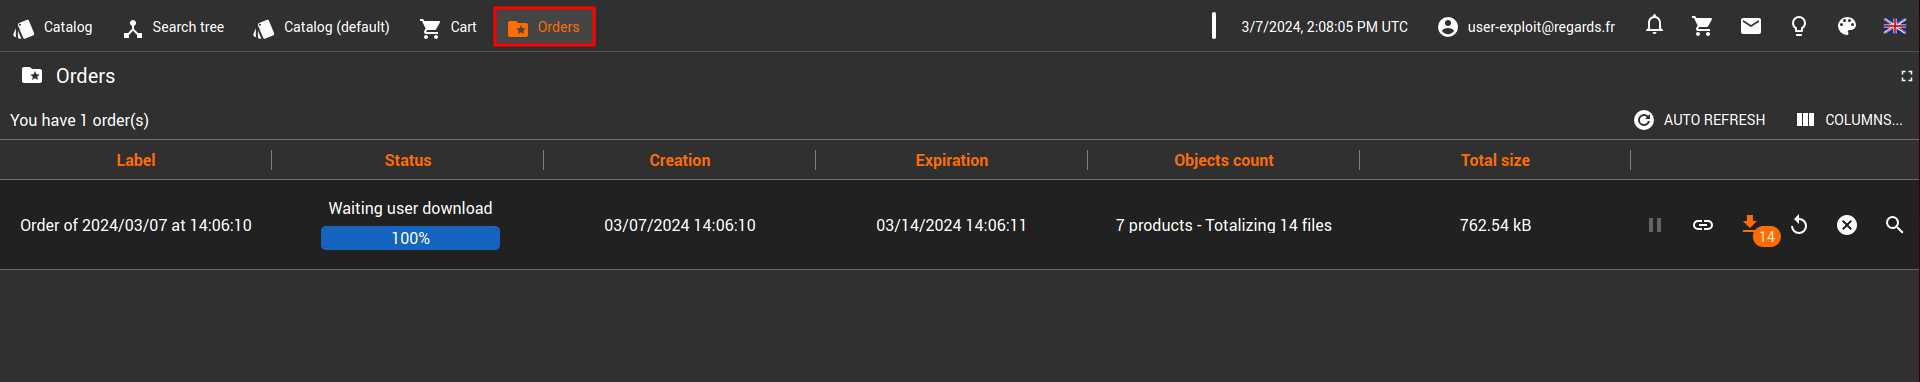 Catalog Search tree Catalog (default) Cart Orders 3/7/2024, 2:08:05 PM UTC user-exploit@regards.fr
Orders
You have 1 order(s) AUTO REFRESH COLUMNS...
Label Status Creation Expiration Objects count Total size
Waiting user download
Order of 2024/03/07 at 14:06:10 100% 03/07/2024 14:06:10 03/14/2024 14:06:11 7 products - Totalizing 14 files 762.54 kB 14